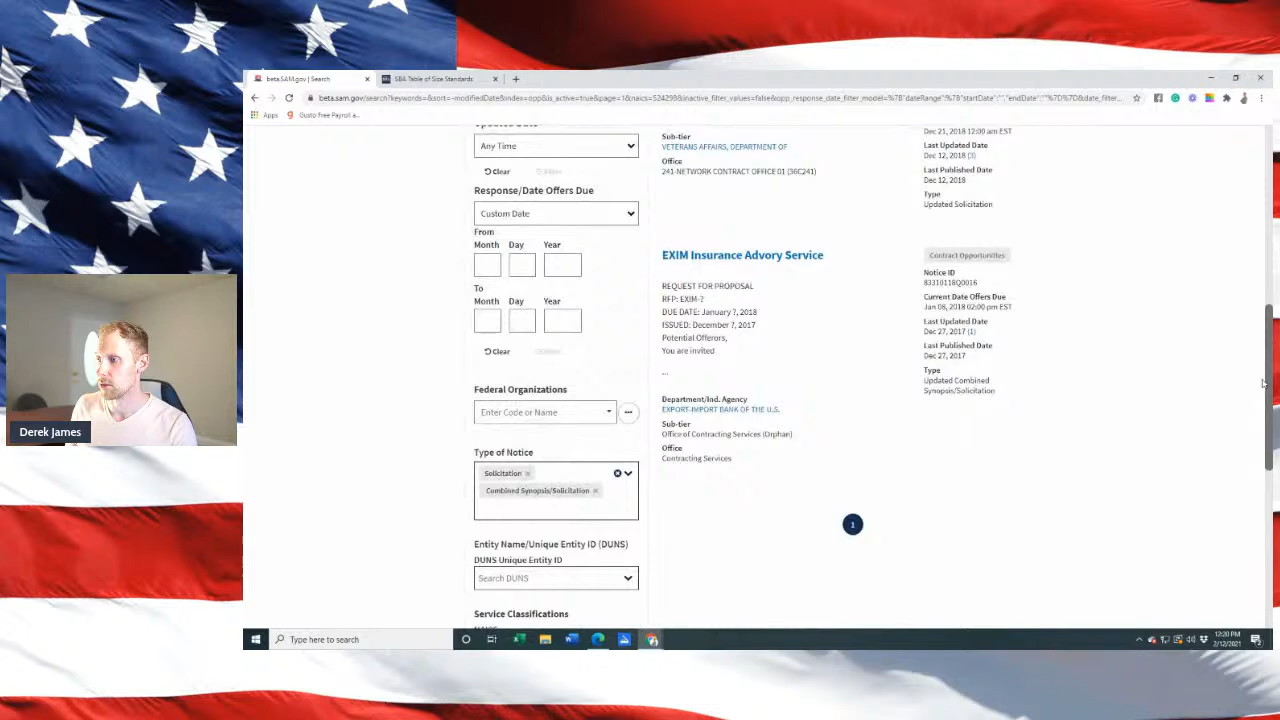 beta.SAM.gov | Search
SBA Table of Size Standards
Apps
Gusto Free Payroll a...
Any Time
Clear
Response/Date Offers Due
Custom Date
From
Month Day Year
To
Month Day Year
Clear
Federal Organizations
Enter Code or Name
Type of Notice
Solicitation
Combined Synopsis/Solicitation
Entity Name/Unique Entity ID (DUNS)
DUNS Unique Entity ID
Search DUNS
Service Classifications
Sub-tier
VETERANS AFFAIRS, DEPARTMENT OF
Office
241-NETWORK CONTRACT OFFICE 01 (36C241)
Dec 21, 2018 12:00 am EST
Last Updated Date
Dec 12, 2018 (3)
Last Published Date
Dec 12, 2018
Type
Updated Solicitation
EXIM Insurance Advory Service
REQUEST FOR PROPOSAL
RFP: EXIM-?
DUE DATE: January ?, 2018
ISSUED: December ?, 2017
Potential Offerors,
You are invited
...
Department/Ind. Agency
EXPORT-IMPORT BANK OF THE U.S.
Sub-tier
Office of Contracting Services (Orphan)
Office
Contracting Services
Contract Opportunities
Notice ID
83310118Q0016
Current Date Offers Due
Jan 08, 2018 02:00 pm EST
Last Updated Date
Dec 27, 2017 (1)
Last Published Date
Dec 27, 2017
Type
Updated Combined
Synopsis/Solicitation
1
Derek James
Type here to search
12:20 PM
2/12/2021